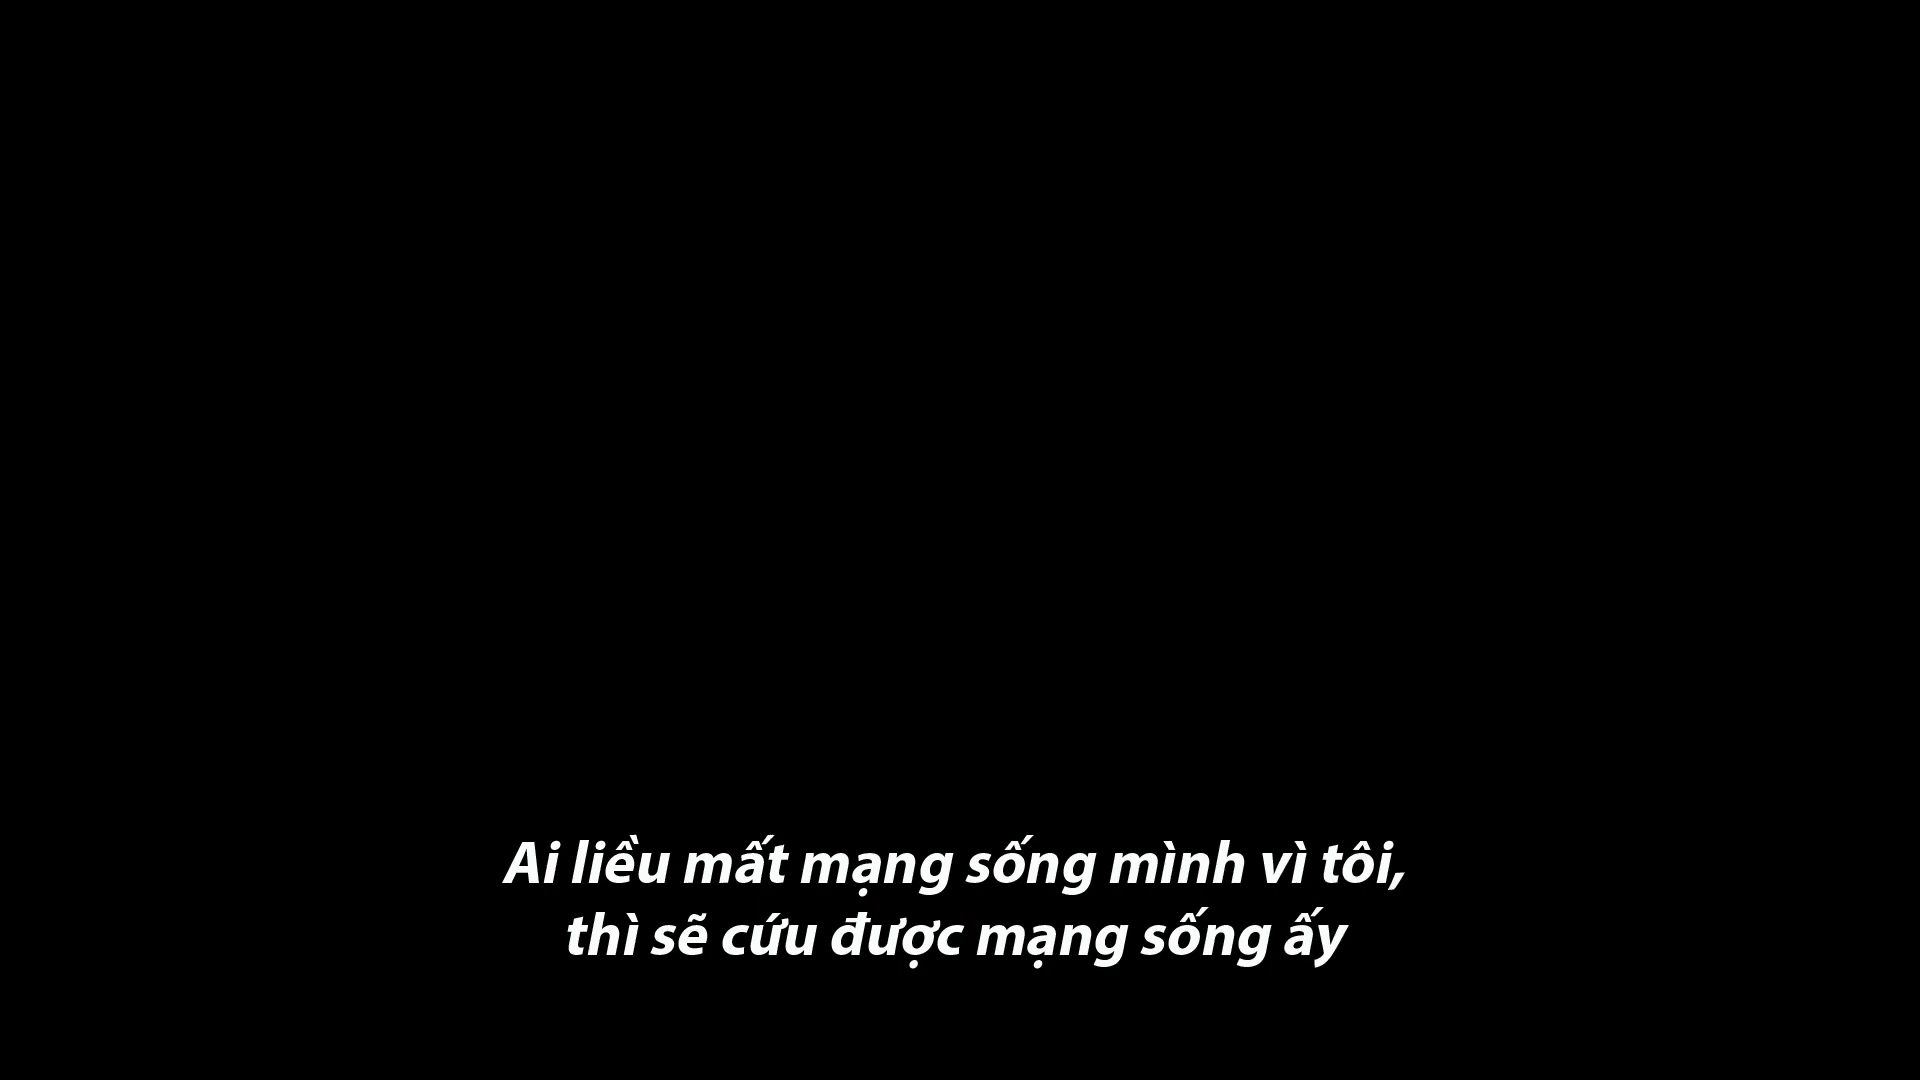 Ai liều mất mạng sống mình vì tôi,
thì sẽ cứu được mạng sống ấy